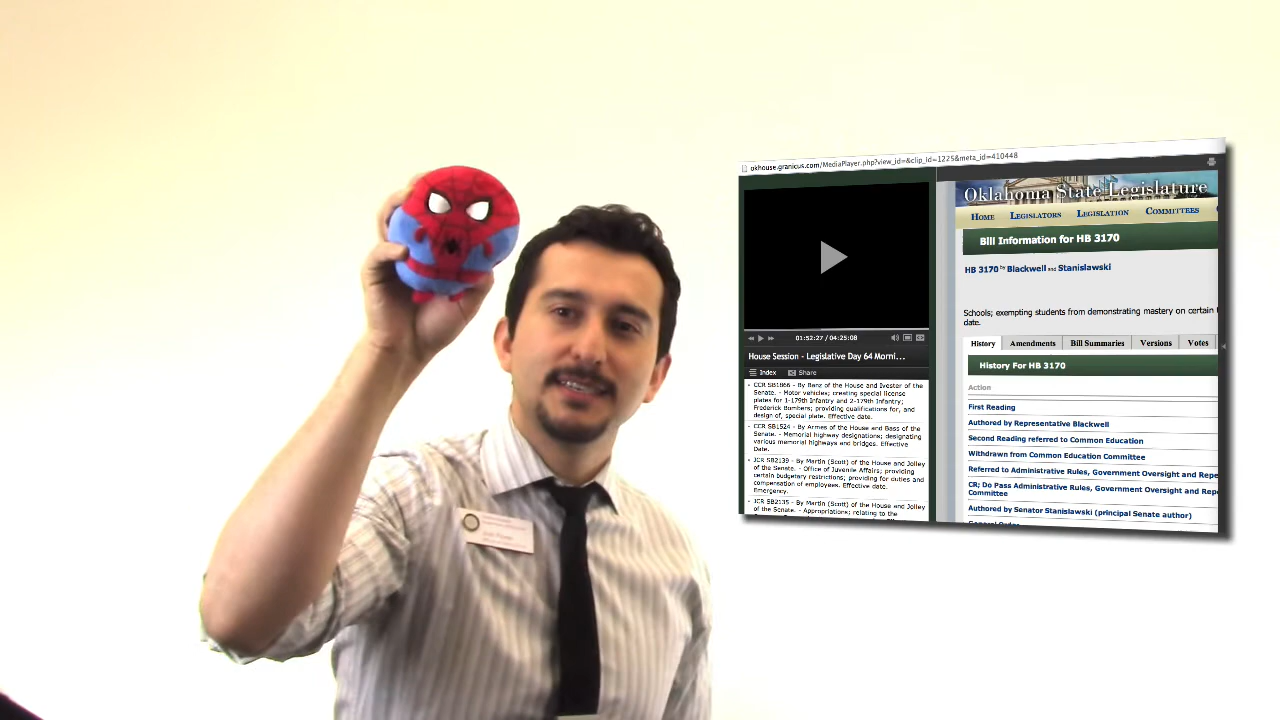 okhouse.granicus.com/MediaPlayer.php?view_id=&clip_id=1225&meta_id=410448
01:52:27 / 04:25:08
House Session - Legislative Day 64 Morni...
Index Share
CCR SB1866 - By Banz of the House and Ivester of the
Senate. - Motor vehicles; creating special license
plates for 1-179th Infantry and 2-179th Infantry;
Frederick Bombers; providing qualifications for, and
design of, special plate. Effective date.
CCR SB1524 - By Armes of the House and Bass of the
Senate. - Memorial highway designations; designating
various memorial highways and bridges. Effective
Date.
JCR SB2139 - By Martin (Scott) of the House and Jolley
of the Senate. - Office of Juvenile Affairs; providing
certain budgetary restrictions; providing for duties and
compensation of employees. Effective date.
Emergency.
JCR SB2135 - By Martin (Scott) of the House and Jolley
of the Senate. - Appropriations; relating to the
Oklahoma State Legislature
HOME LEGISLATORS LEGISLATION COMMITTEES
Bill Information for HB 3170
HB 3170 by Blackwell and Stanislawski
Schools; exempting students from demonstrating mastery on certain
date.
History Amendments Bill Summaries Versions Votes
History For HB 3170
Action
First Reading
Authored by Representative Blackwell
Second Reading referred to Common Education
Withdrawn from Common Education Committee
Referred to Administrative Rules, Government Oversight and Repe
CR; Do Pass Administrative Rules, Government Oversight and Repe
Committee
Authored by Senator Stanislawski (principal Senate author)
General Order